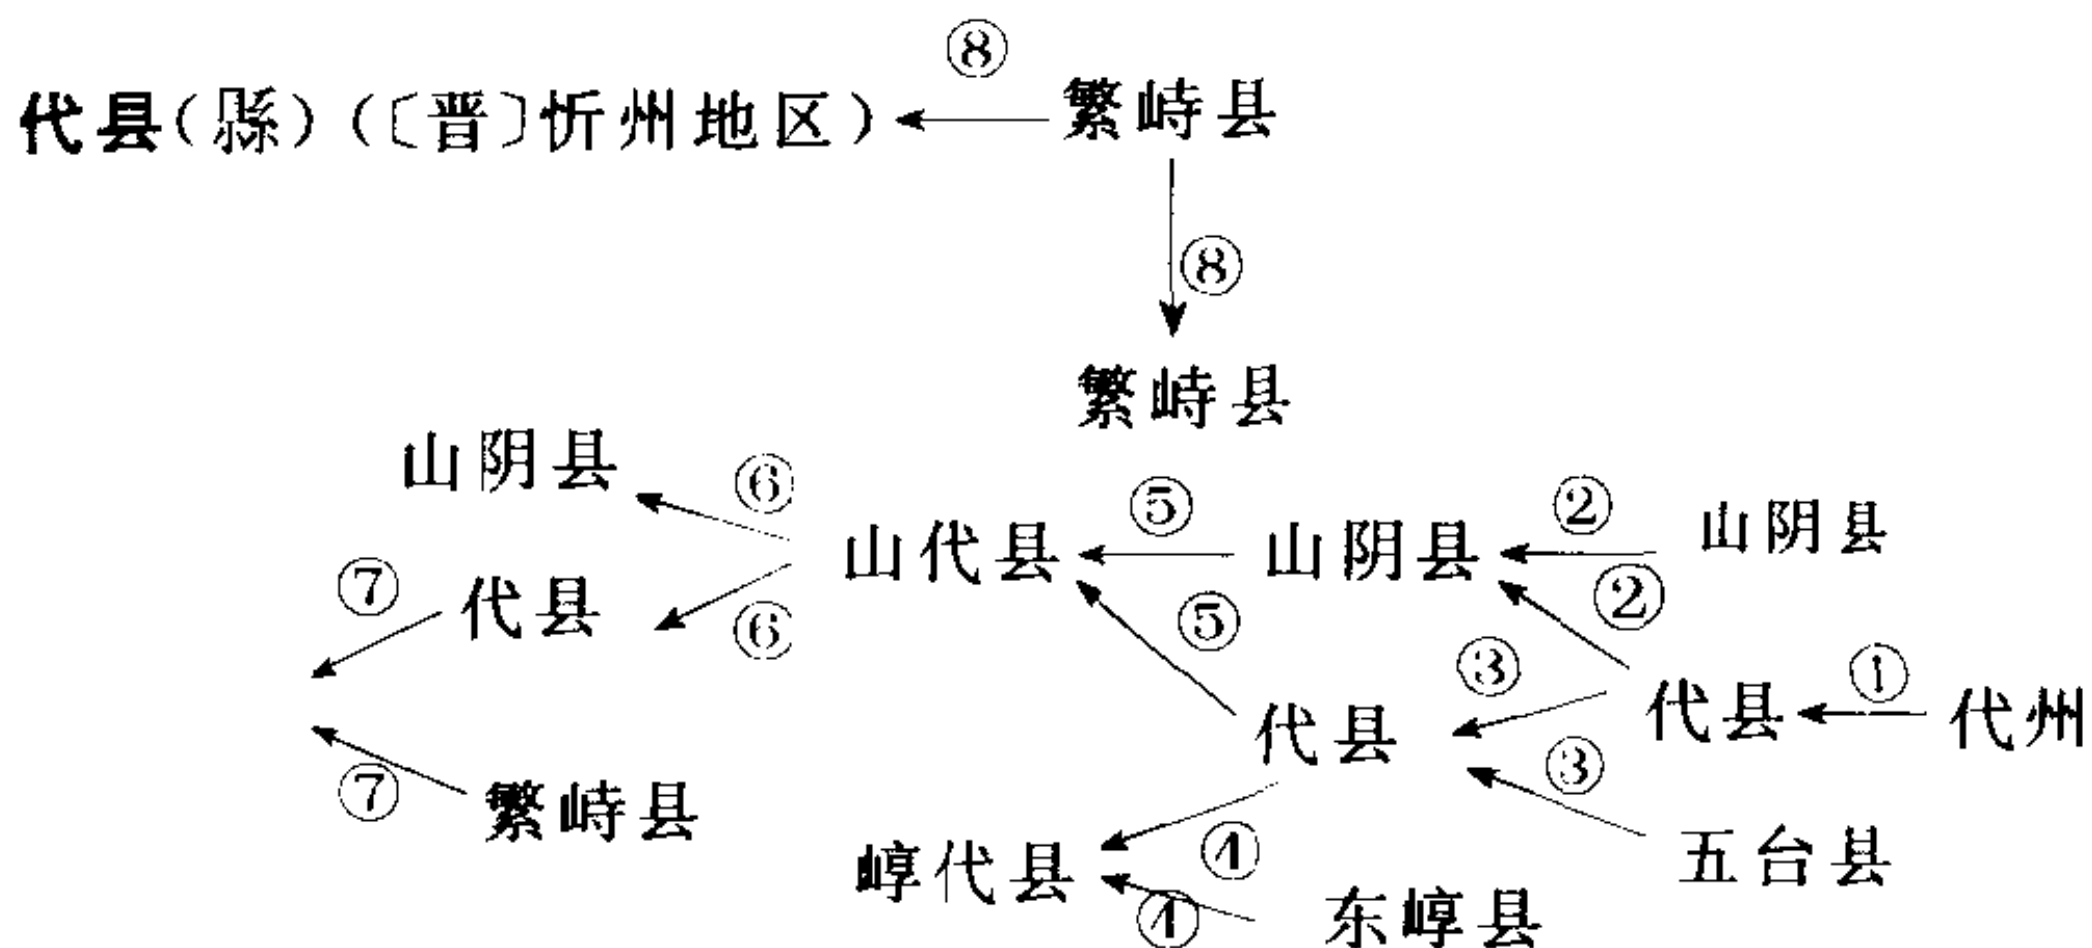 ⑧
代县(縣)(〔晋〕忻州地区) 繁峙县
⑧
繁峙县
山阴县 ⑥ ⑤ ② 山阴县
山代县 山阴县
⑦ 代县 ⑥ ⑤ ②
③ ①
代县 代县 代州
⑦ 繁峙县 ③
崞代县 ④ 五台县
④ 东崞县